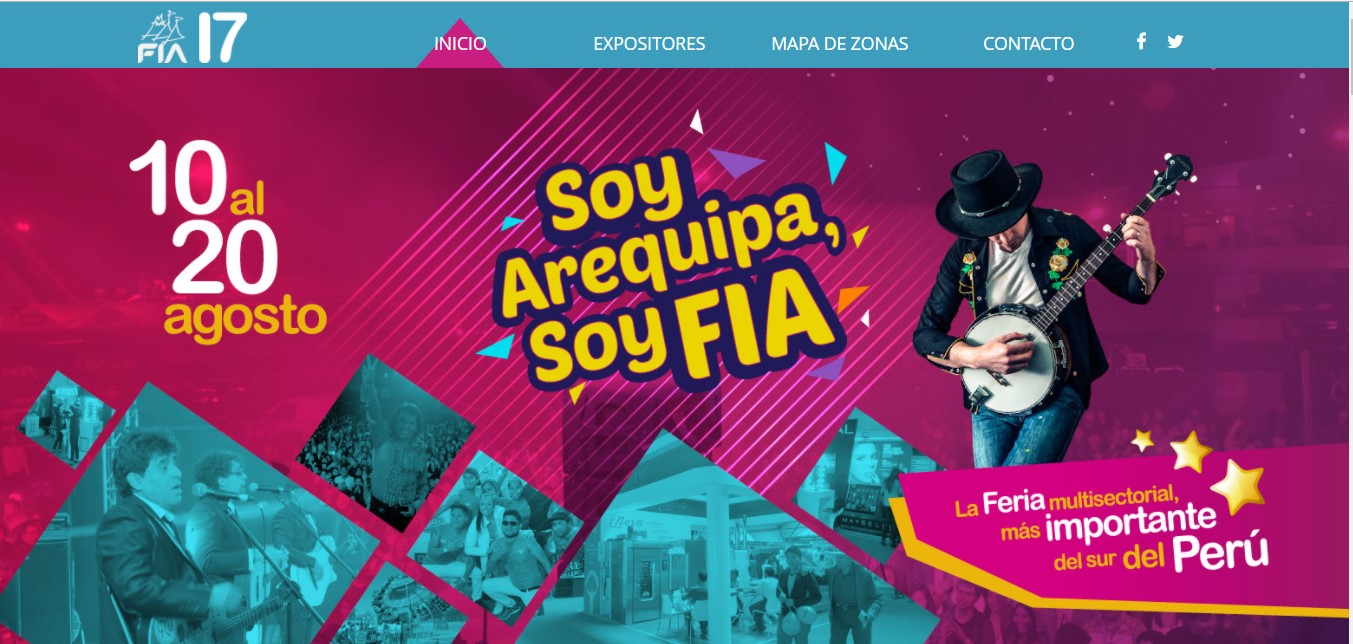 FIA 17
INICIO
EXPOSITORES
MAPA DE ZONAS
CONTACTO
10 al
20
agosto
Soy
Arequipa,
Soy FIA
MAYBELL
La Feria multisectorial,
más importante
del sur del Perú